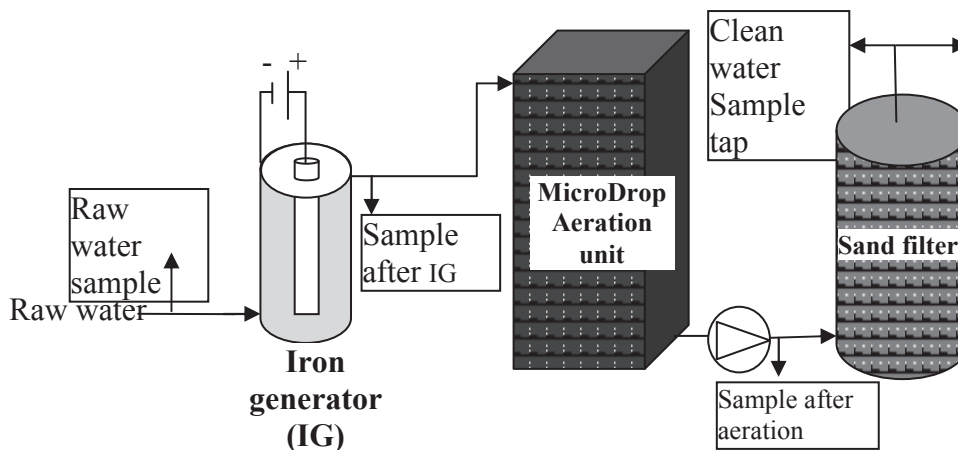 - +
Raw
water
sample
Raw water
Iron
generator
(IG)
Sample
after IG
MicroDrop
Aeration
unit
Sample after
aeration
Clean
water
Sample
tap
Sand filter